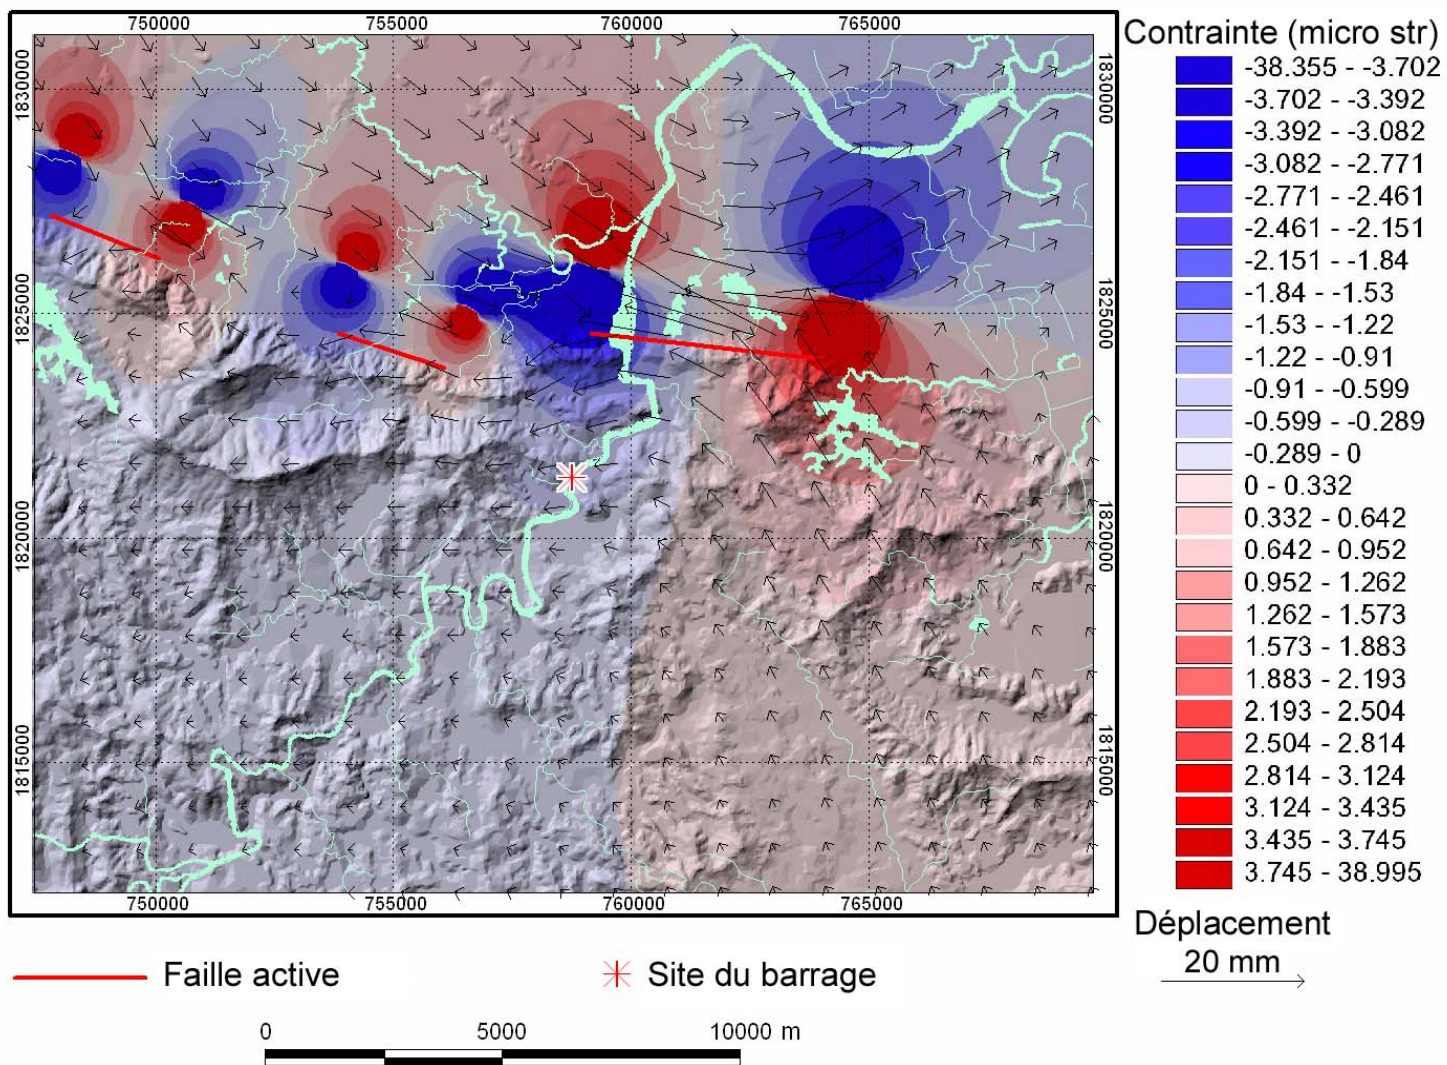 750000 755000 760000 765000
1830000 1830000
1825000 1825000
1820000 1820000
1815000 1815000
750000 755000 760000 765000
Contrainte (micro str)
-38.355 - -3.702
-3.702 - -3.392
-3.392 - -3.082
-3.082 - -2.771
-2.771 - -2.461
-2.461 - -2.151
-2.151 - -1.84
-1.84 - -1.53
-1.53 - -1.22
-1.22 - -0.91
-0.91 - -0.599
-0.599 - -0.289
-0.289 - 0
0 - 0.332
0.332 - 0.642
0.642 - 0.952
0.952 - 1.262
1.262 - 1.573
1.573 - 1.883
1.883 - 2.193
2.193 - 2.504
2.504 - 2.814
2.814 - 3.124
3.124 - 3.435
3.435 - 3.745
3.745 - 38.995
Déplacement
20 mm
Faille active
Site du barrage
0 5000 10000 m